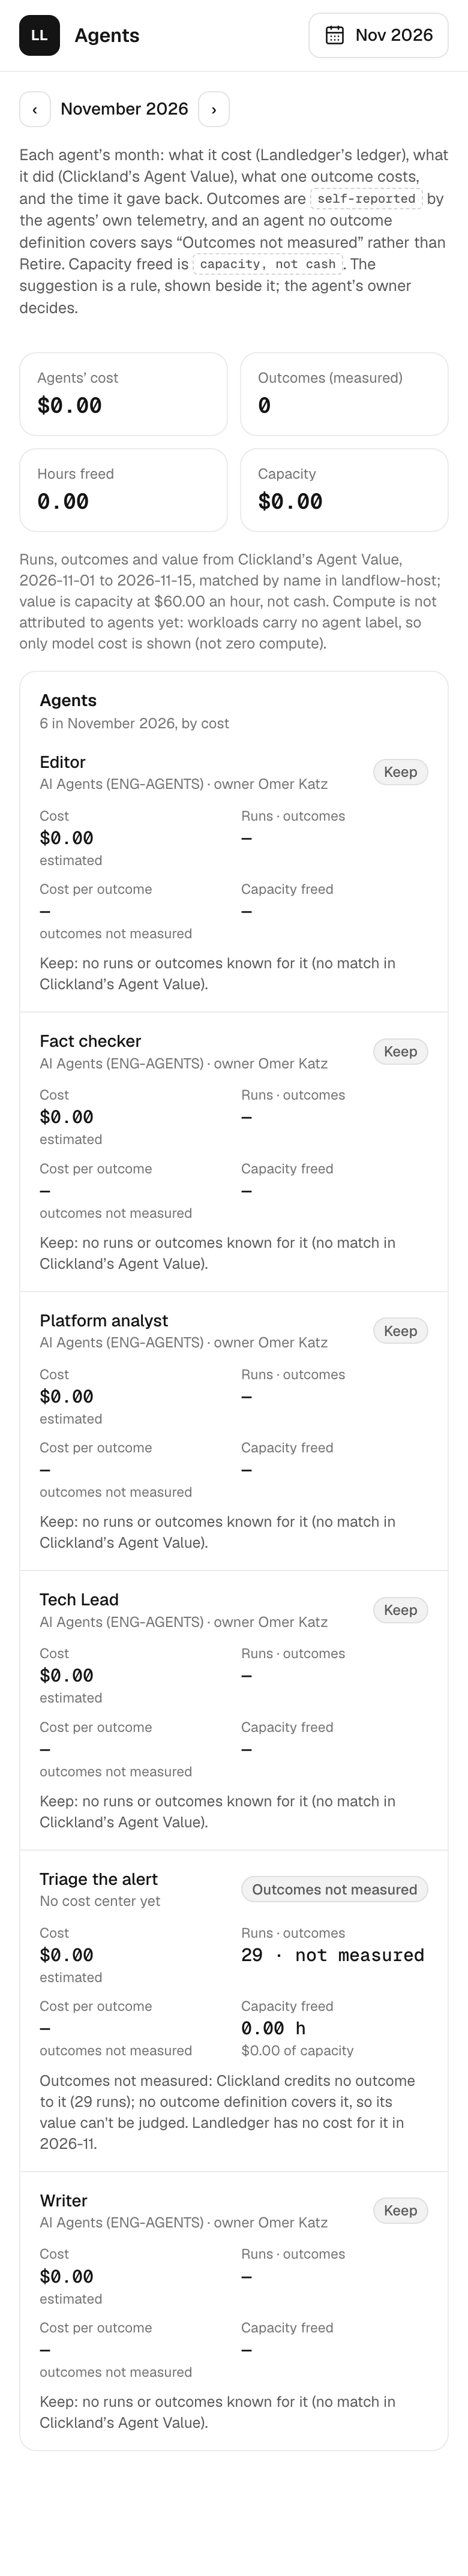 LL
Agents
Nov 2026
‹
November 2026
›
Each agent’s month: what it cost (Landledger’s ledger), what
it did (Clickland’s Agent Value), what one outcome costs,
and the time it gave back. Outcomes are self-reported by
the agents’ own telemetry, and an agent no outcome
definition covers says “Outcomes not measured” rather than
Retire. Capacity freed is capacity, not cash. The
suggestion is a rule, shown beside it; the agent’s owner
decides.
Agents’ cost
$0.00
Outcomes (measured)
0
Hours freed
0.00
Capacity
$0.00
Runs, outcomes and value from Clickland’s Agent Value,
2026-11-01 to 2026-11-15, matched by name in landflow-host;
value is capacity at $60.00 an hour, not cash. Compute is not
attributed to agents yet: workloads carry no agent label, so
only model cost is shown (not zero compute).
Agents
6 in November 2026, by cost
Editor
AI Agents (ENG-AGENTS) · owner Omer Katz
Keep
Cost
$0.00
estimated
Runs · outcomes
—
Cost per outcome
—
outcomes not measured
Capacity freed
—
Keep: no runs or outcomes known for it (no match in
Clickland’s Agent Value).
Fact checker
AI Agents (ENG-AGENTS) · owner Omer Katz
Keep
Cost
$0.00
estimated
Runs · outcomes
—
Cost per outcome
—
outcomes not measured
Capacity freed
—
Keep: no runs or outcomes known for it (no match in
Clickland’s Agent Value).
Platform analyst
AI Agents (ENG-AGENTS) · owner Omer Katz
Keep
Cost
$0.00
estimated
Runs · outcomes
—
Cost per outcome
—
outcomes not measured
Capacity freed
—
Keep: no runs or outcomes known for it (no match in
Clickland’s Agent Value).
Tech Lead
AI Agents (ENG-AGENTS) · owner Omer Katz
Keep
Cost
$0.00
estimated
Runs · outcomes
—
Cost per outcome
—
outcomes not measured
Capacity freed
—
Keep: no runs or outcomes known for it (no match in
Clickland’s Agent Value).
Triage the alert
No cost center yet
Outcomes not measured
Cost
$0.00
estimated
Runs · outcomes
29 · not measured
Cost per outcome
—
outcomes not measured
Capacity freed
0.00 h
$0.00 of capacity
Outcomes not measured: Clickland credits no outcome
to it (29 runs); no outcome definition covers it, so its
value can't be judged. Landledger has no cost for it in
2026-11.
Writer
AI Agents (ENG-AGENTS) · owner Omer Katz
Keep
Cost
$0.00
estimated
Runs · outcomes
—
Cost per outcome
—
outcomes not measured
Capacity freed
—
Keep: no runs or outcomes known for it (no match in
Clickland’s Agent Value).